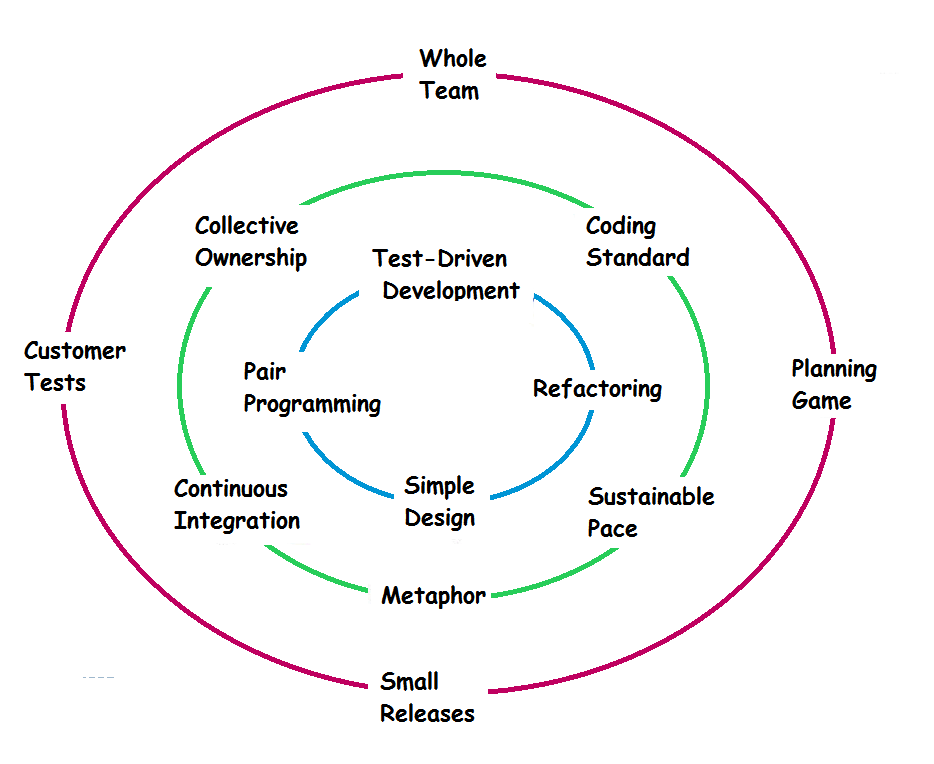 Whole
Team
Collective
Ownership
Coding
Standard
Test-Driven
Development
Customer
Tests
Pair
Programming
Refactoring
Planning
Game
Continuous
Integration
Simple
Design
Sustainable
Pace
Metaphor
Small
Releases